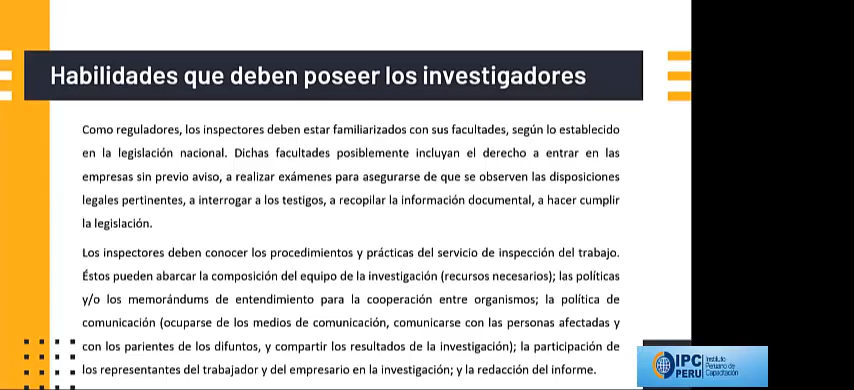 Habilidades que deben poseer los investigadores
Como reguladores, los inspectores deben estar familiarizados con sus facultades, según lo establecido
en la legislación nacional. Dichas facultades posiblemente incluyan el derecho a entrar en las
empresas sin previo aviso, a realizar exámenes para asegurarse de que se observen las disposiciones
legales pertinentes, a interrogar a los testigos, a recopilar la información documental, a hacer cumplir
la legislación.
Los inspectores deben conocer los procedimientos y prácticas del servicio de inspección del trabajo.
Éstos pueden abarcar la composición del equipo de la investigación (recursos necesarios); las políticas
y/o los memorándums de entendimiento para la cooperación entre organismos; la política de
comunicación (ocuparse de los medios de comunicación, comunicarse con las personas afectadas y
con los parientes de los difuntos, y compartir los resultados de la investigación); la participación de
los representantes del trabajador y del empresario en la investigación; y la redacción del informe.
IPC
PERU
Instituto
Peruano de
Capacitación